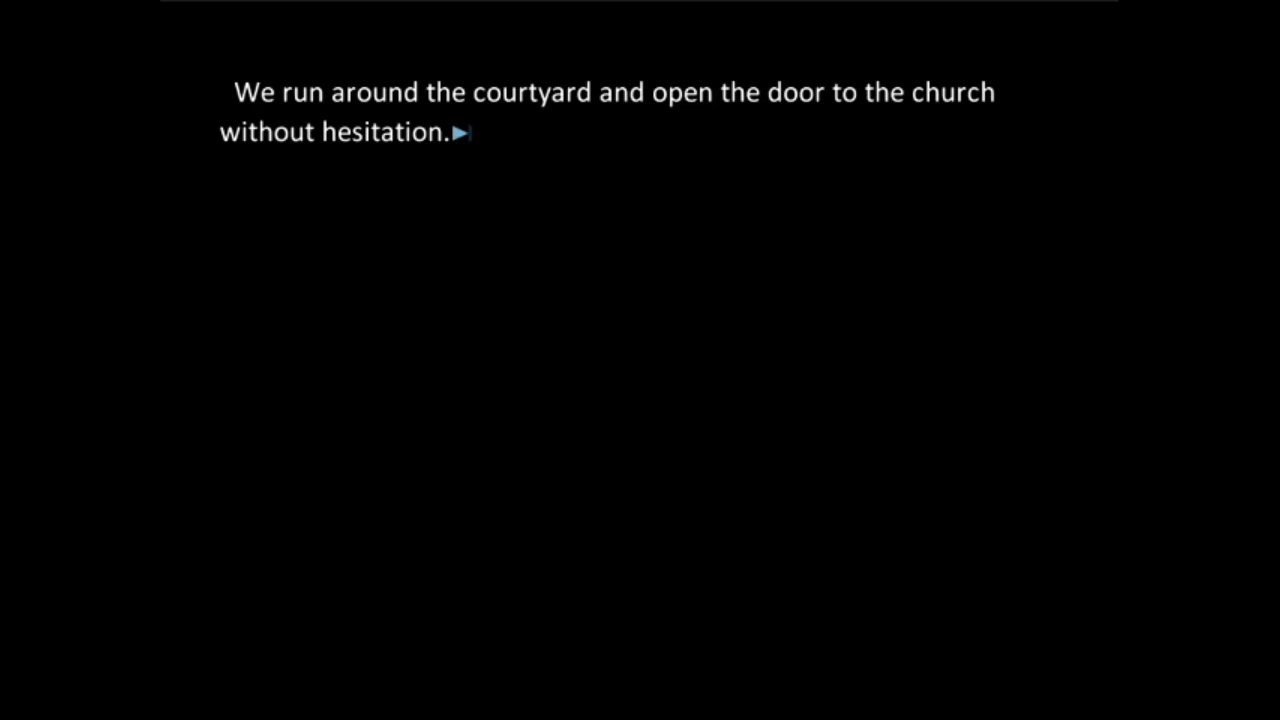 We run around the courtyard and open the door to the church
without hesitation.